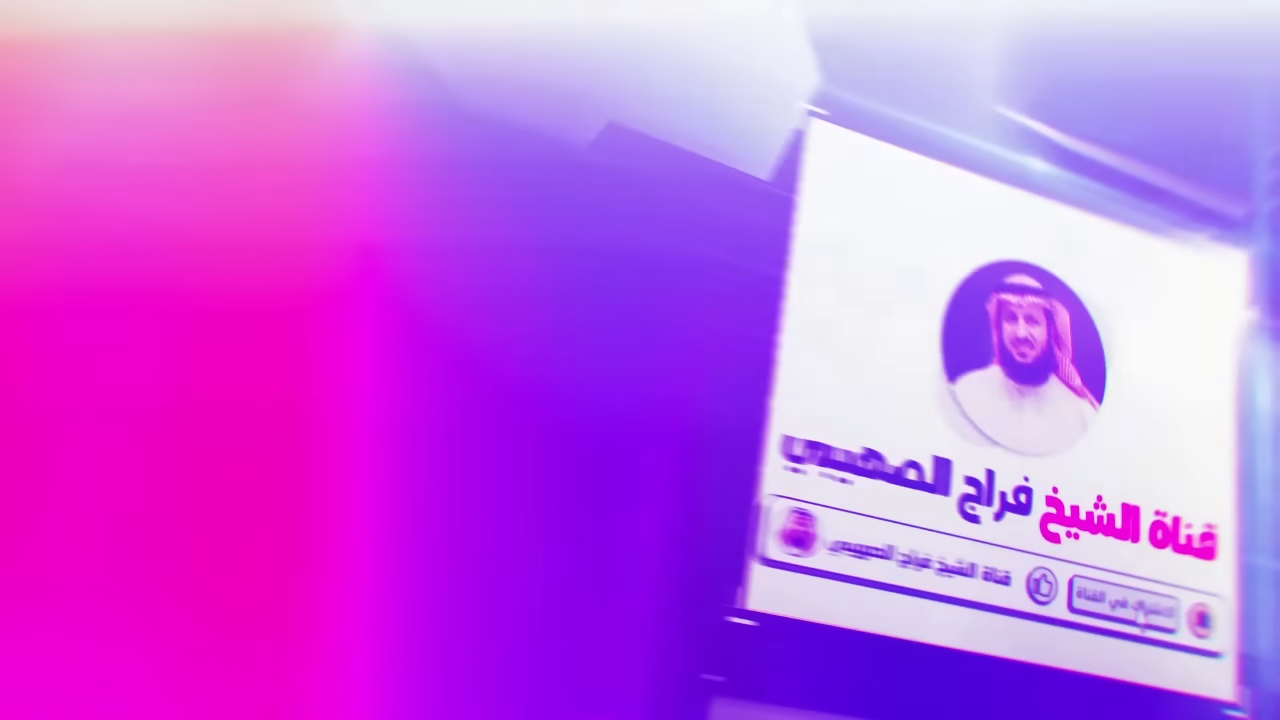 قناة الشيخ فراج الصهيبي
الاشتراك في القناة قناة الشيخ فراج الصهيبي